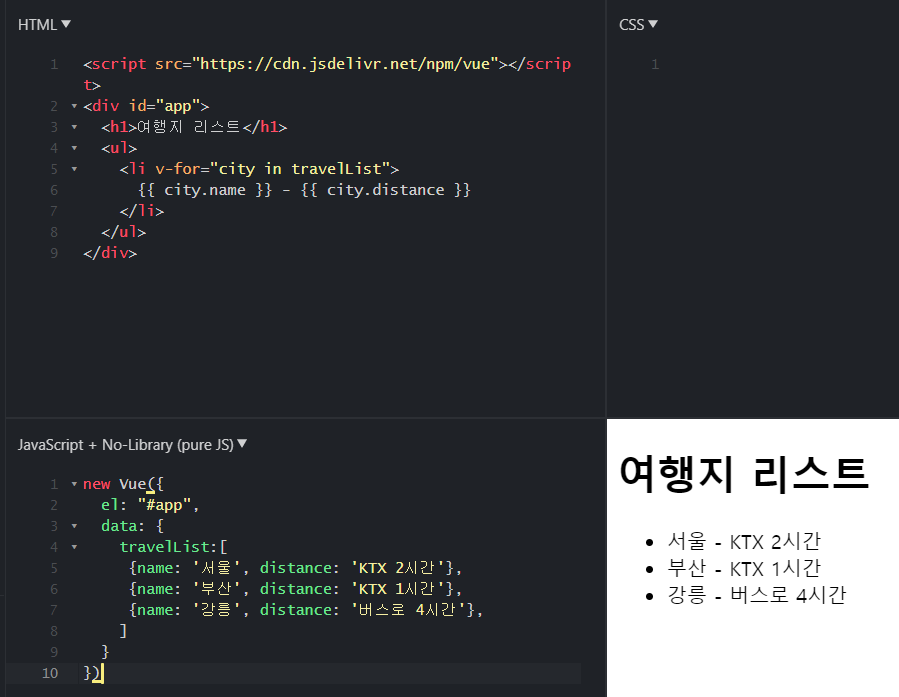 HTML▼
1 <script src="https://cdn.jsdelivr.net/npm/vue"></scrip
t>
2 <div id="app">
3 <h1>여행지 리스트</h1>
4 <ul>
5 <li v-for="city in travelList">
6 {{ city.name }} - {{ city.distance }}
7 </li>
8 </ul>
9 </div>
CSS▼
1
JavaScript + No-Library (pure JS)▼
1 new Vue({
2 el: "#app",
3 data: {
4 travelList:[
5 {name: '서울', distance: 'KTX 2시간'},
6 {name: '부산', distance: 'KTX 1시간'},
7 {name: '강릉', distance: '버스로 4시간'},
8 ]
9 }
10 })
여행지 리스트
• 서울 - KTX 2시간
• 부산 - KTX 1시간
• 강릉 - 버스로 4시간